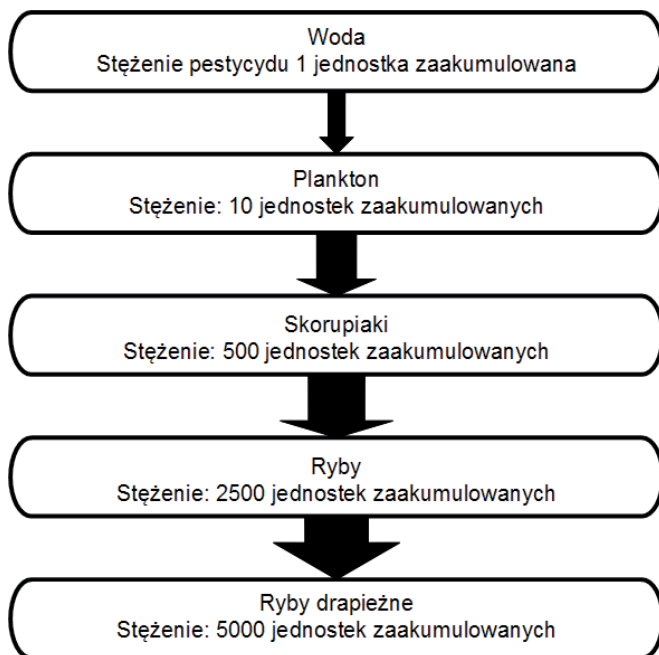 Woda
Stężenie pestycydu 1 jednostka zaakumulowana
Plankton
Stężenie: 10 jednostek zaakumulowanych
Skorupiaki
Stężenie: 500 jednostek zaakumulowanych
Ryby
Stężenie: 2500 jednostek zaakumulowanych
Ryby drapieżne
Stężenie: 5000 jednostek zaakumulowanych